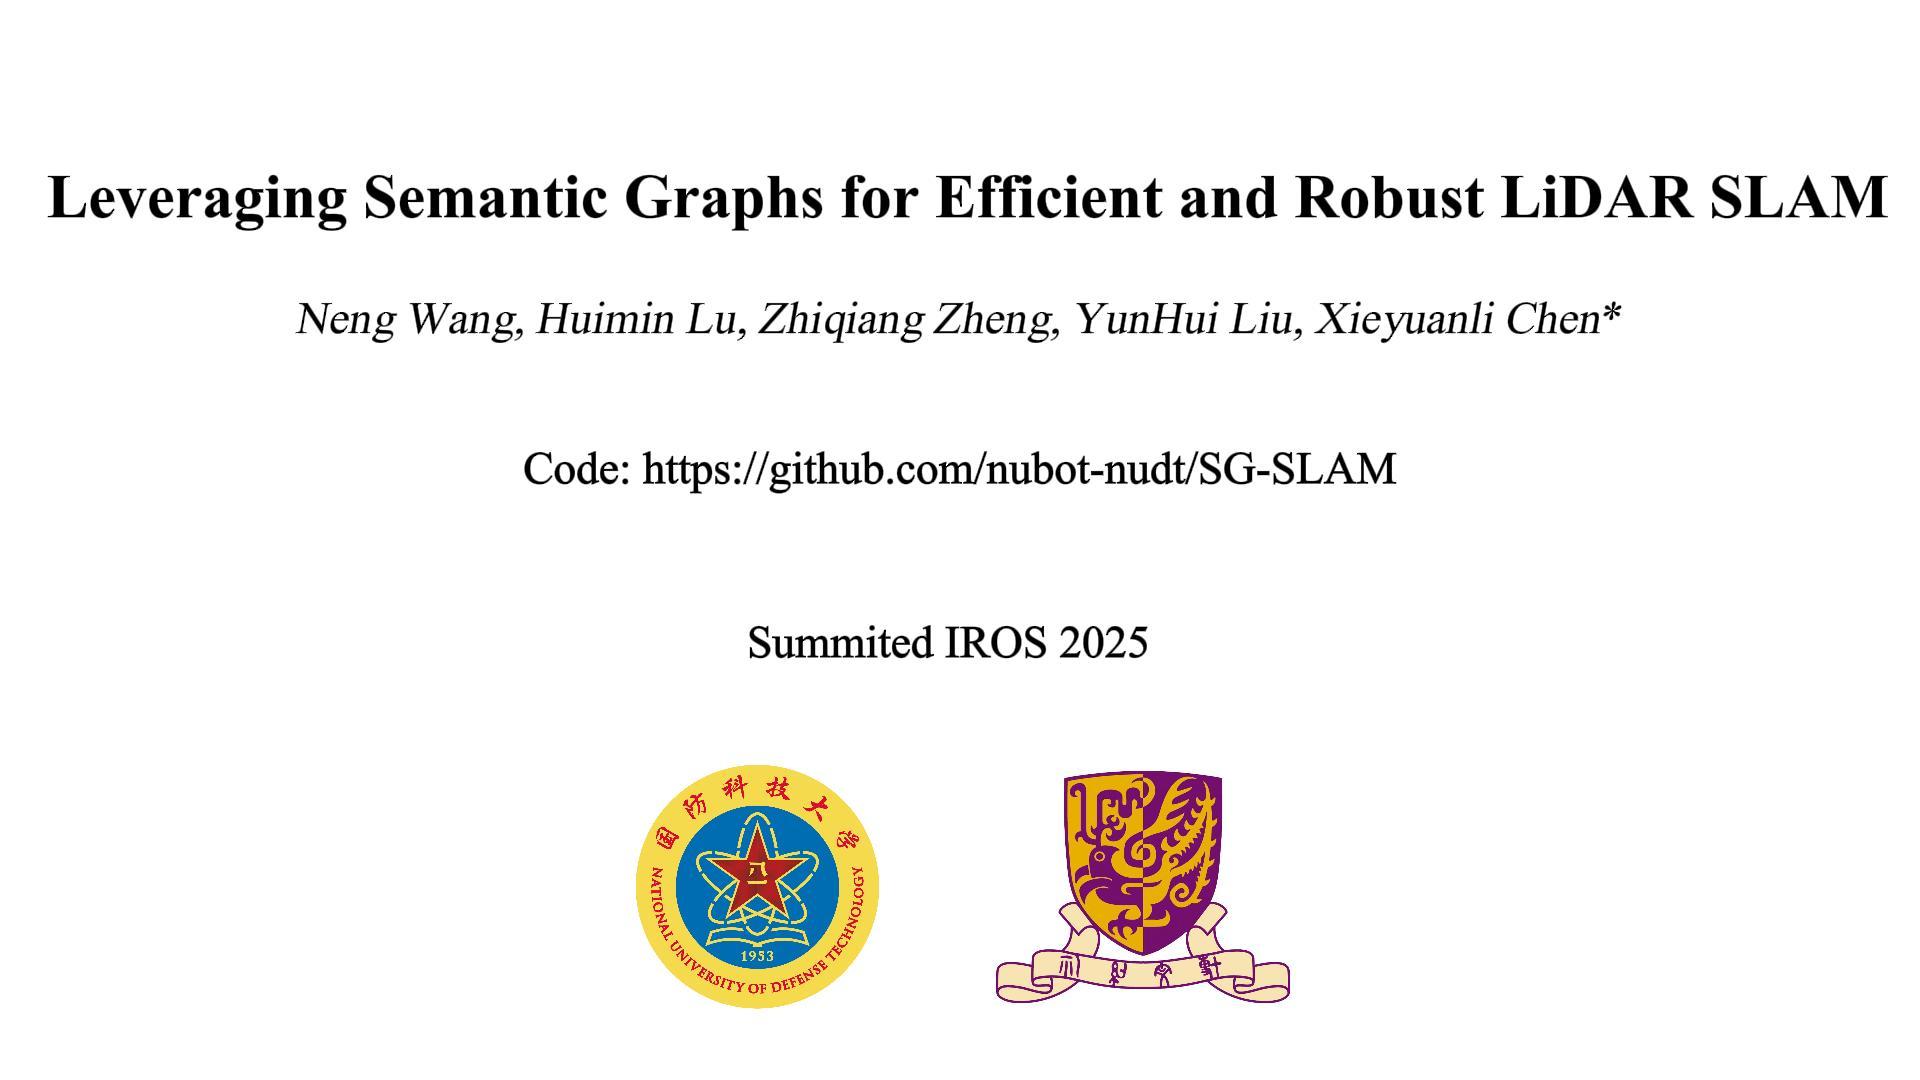 Leveraging Semantic Graphs for Efficient and Robust LiDAR SLAM
Neng Wang, Huimin Lu, Zhiqiang Zheng, YunHui Liu, Xieyuanli Chen*
Code: https://github.com/nubot-nudt/SG-SLAM
Summited IROS 2025
国防科技大学
八一
1953
NATIONAL UNIVERSITY OF DEFENSE TECHNOLOGY